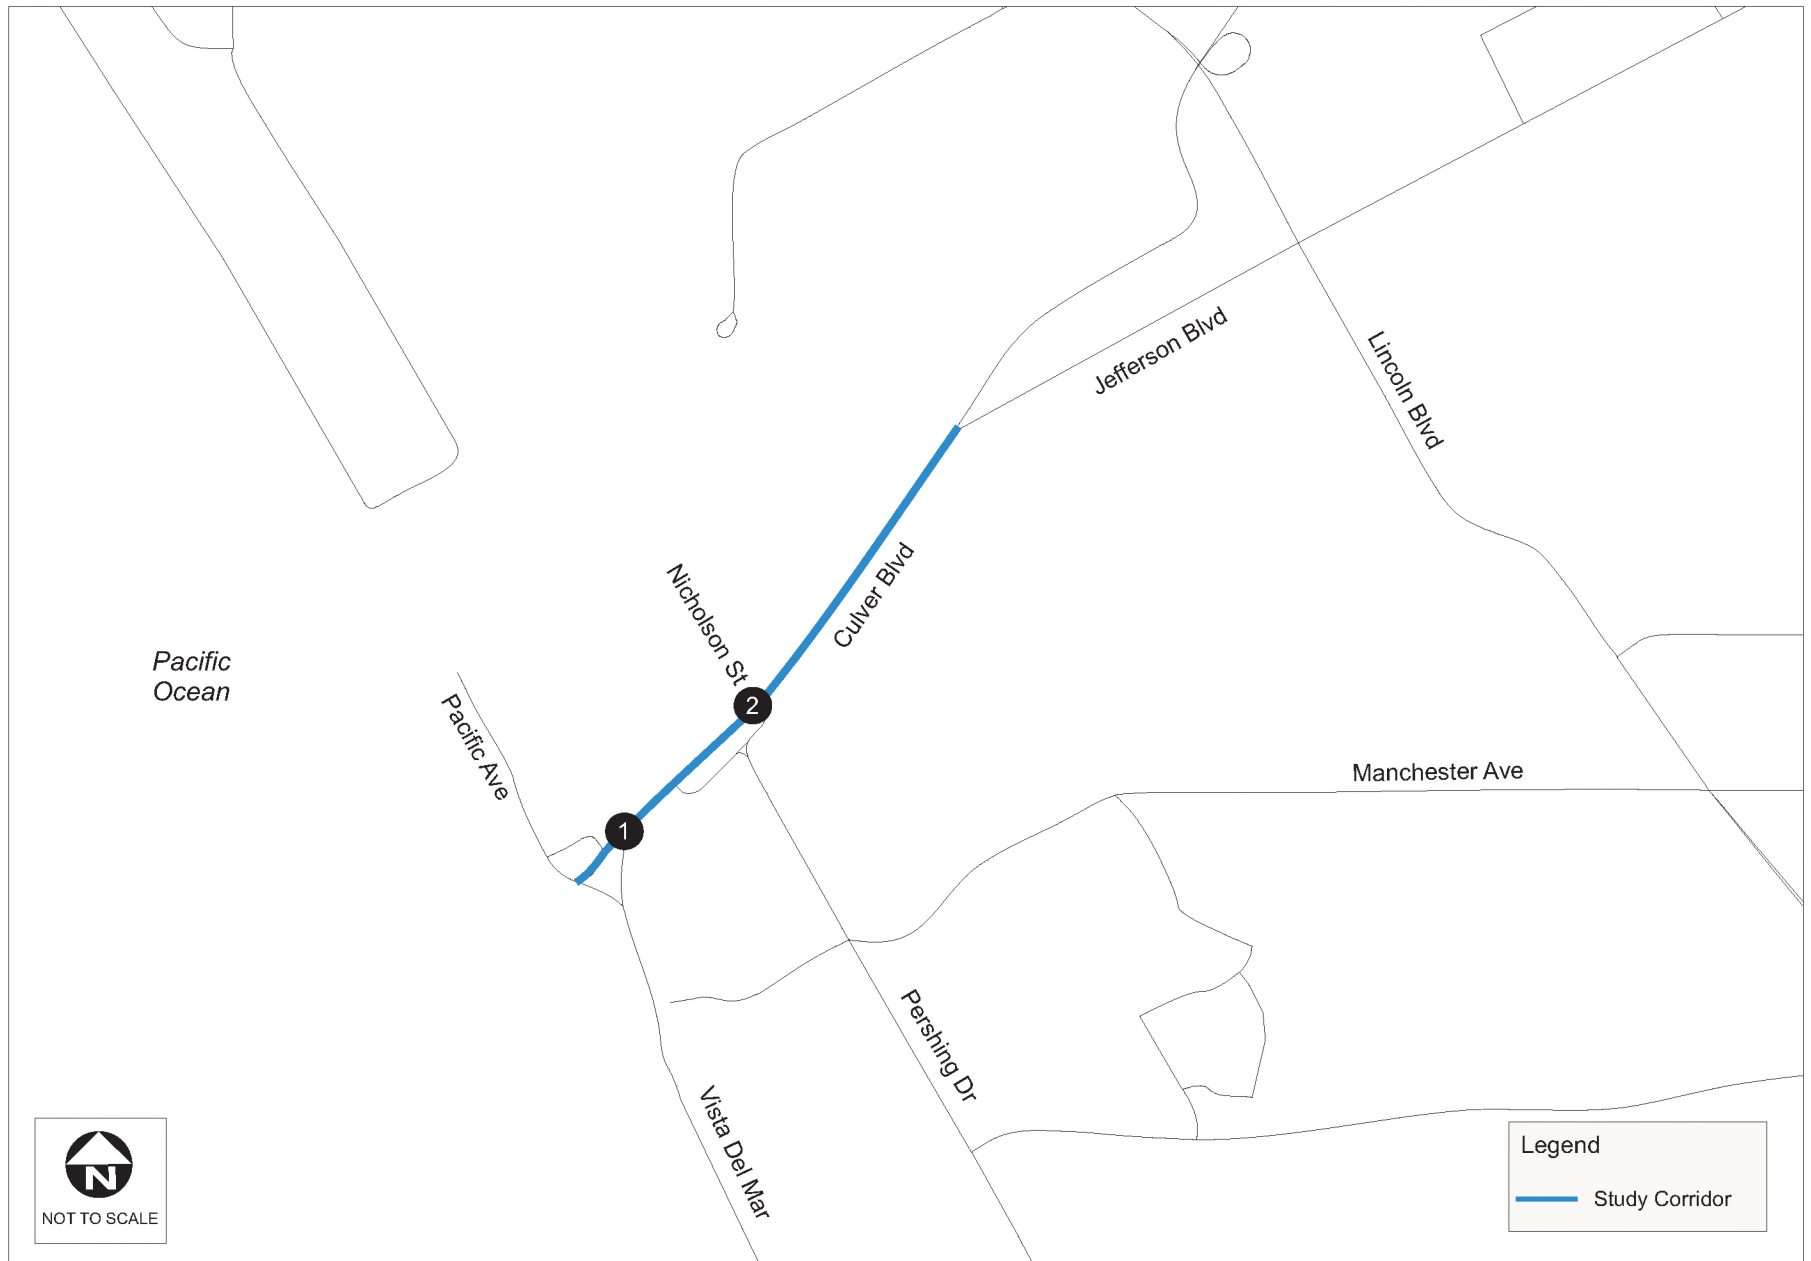 Jefferson Blvd
Lincoln Blvd
Culver Blvd
Nicholson St
Pacific
Ocean
2
Pacific Ave
Manchester Ave
1
Pershing Dr
Vista Del Mar
N
NOT TO SCALE
Legend
Study Corridor